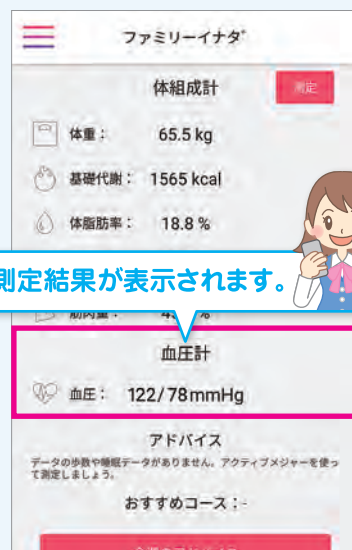 ファミリーイナダ
体組成計
測定
体重： 65.5 kg
基礎代謝： 1565 kcal
体脂肪率： 18.8 %
測定結果が表示されます。
筋肉量：
血圧計
血圧： 122/78mmHg
アドバイス
データの歩数や睡眠データがありません。アクティブメジャーを使っ
て測定しましょう。
おすすめコース：-